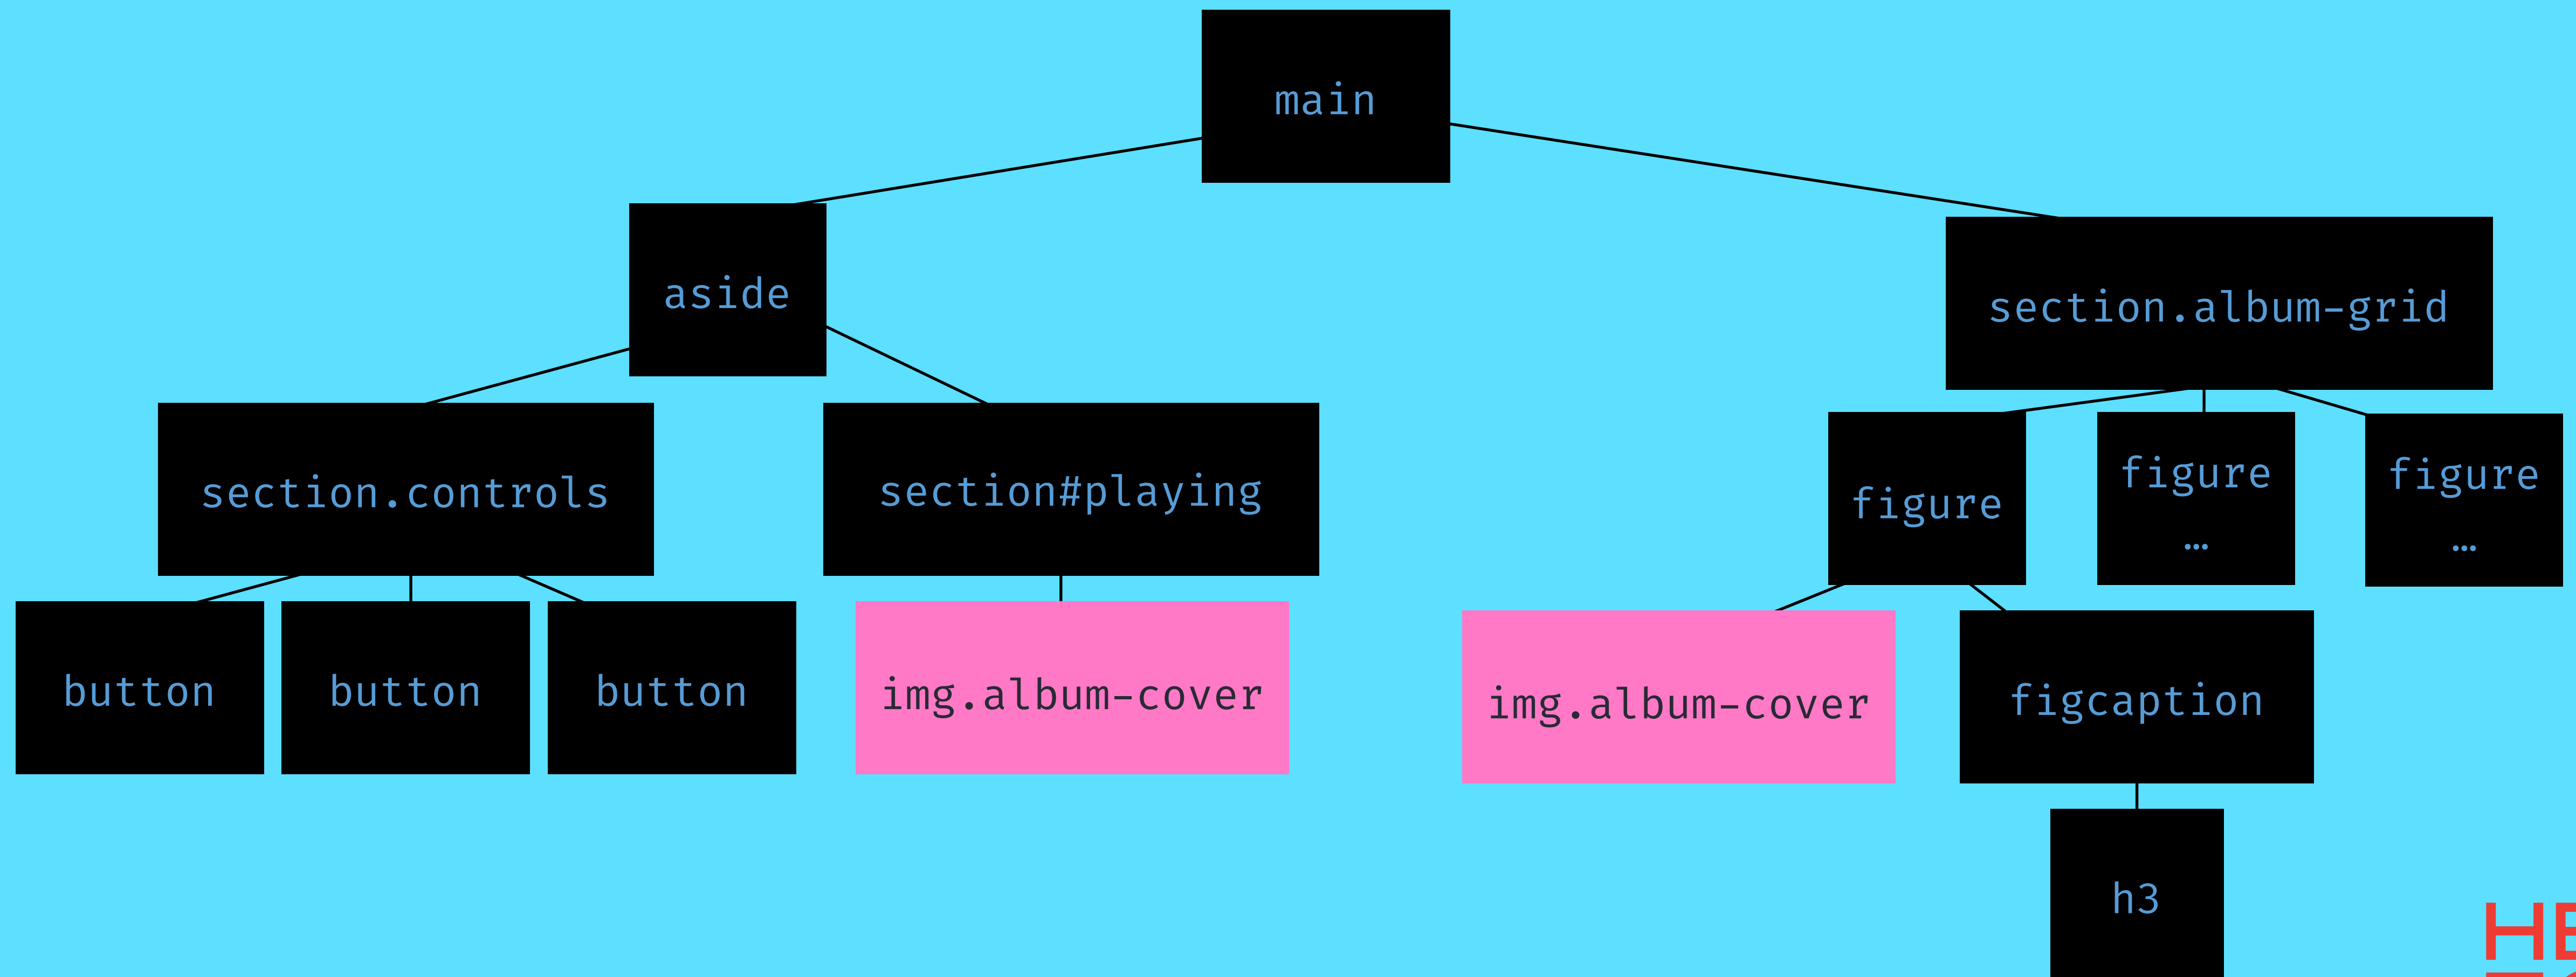 main
aside
section.album-grid
section.controls
section#playing
figure
figure
…
figure
…
button
button
button
img.album-cover
img.album-cover
figcaption
h3